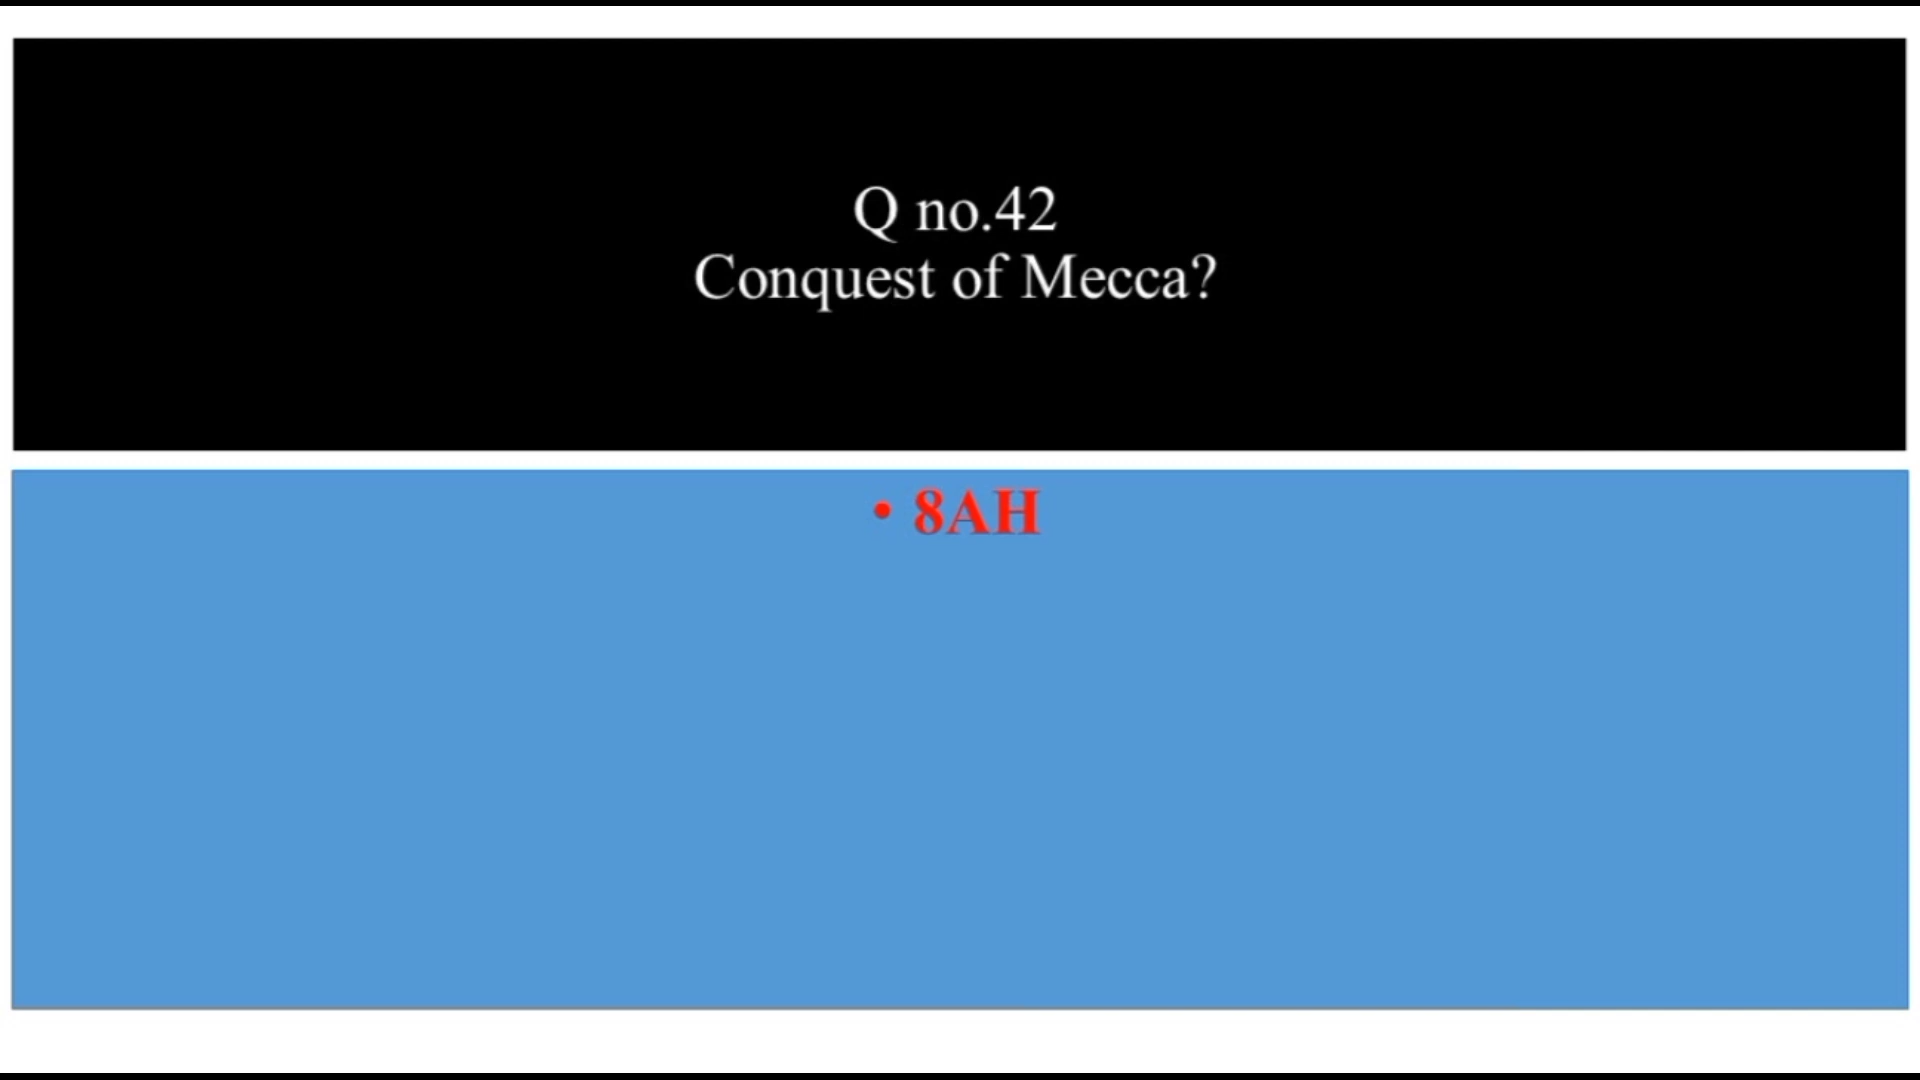 Q no.42
Conquest of Mecca?
• 8AH